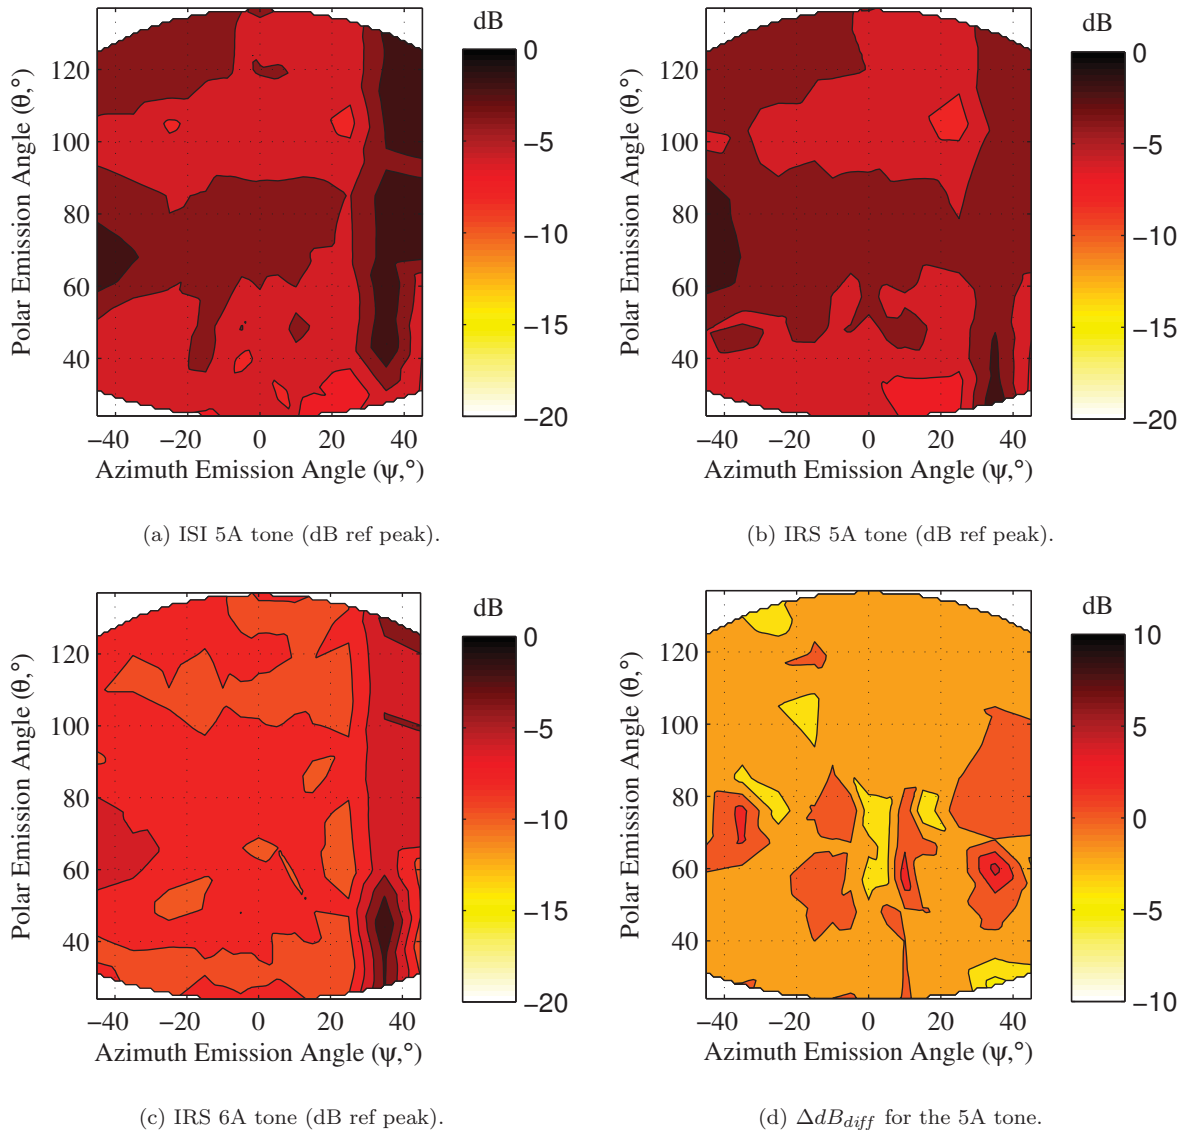 dB
Polar Emission Angle (θ,°)
120
100
80
60
40
−40 −20 0 20 40
Azimuth Emission Angle (ψ,°)
0
−5
−10
−15
−20
(a) ISI 5A tone (dB ref peak).
dB
Polar Emission Angle (θ,°)
120
100
80
60
40
−40 −20 0 20 40
Azimuth Emission Angle (ψ,°)
0
−5
−10
−15
−20
(b) IRS 5A tone (dB ref peak).
dB
Polar Emission Angle (θ,°)
120
100
80
60
40
−40 −20 0 20 40
Azimuth Emission Angle (ψ,°)
0
−5
−10
−15
−20
(c) IRS 6A tone (dB ref peak).
dB
Polar Emission Angle (θ,°)
120
100
80
60
40
−40 −20 0 20 40
Azimuth Emission Angle (ψ,°)
10
5
0
−5
−10
(d) ΔdB_diff for the 5A tone.